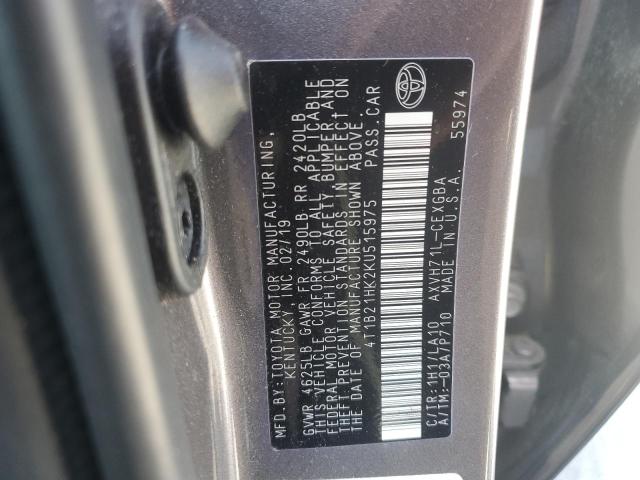 MFD.BY:TOYOTA MOTOR MANUFACTURING,
KENTUCKY, INC. 02/19
GVWR 4625LB GAWR FR 2490LB, RR 2420LB
THIS VEHICLE CONFORMS TO ALL APPLICABLE
FEDERAL MOTOR VEHICLE SAFETY, BUMPER, AND
THEFT PREVENTION STANDARDS IN EFFECT ON
THE DATE OF MANUFACTURE SHOWN ABOVE.
4T1B21HK2KU515975 PASS.CAR
C/TR:1H1/LA10 AXVH71L-CEXGBA
A/TM:-03A/P710 MADE IN U.S.A.
55974